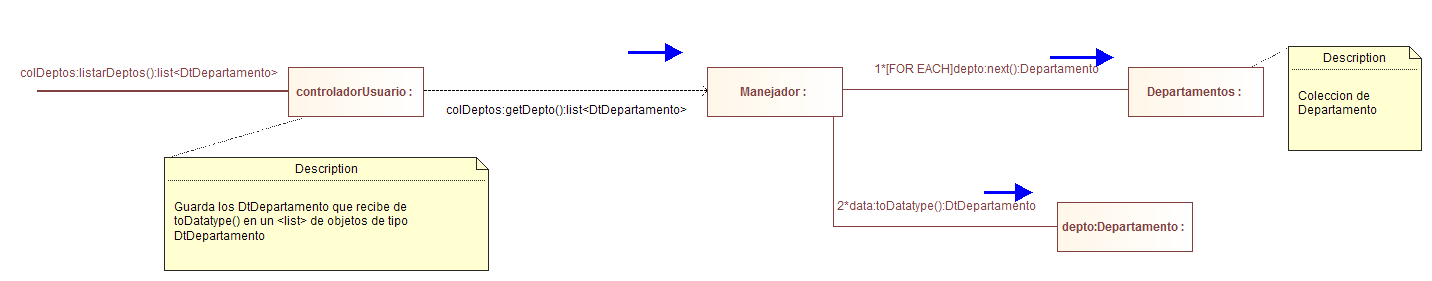 colDeptos:listarDeptos():list<DtDepartamento>
controladorUsuario :
colDeptos:getDepto():list<DtDepartamento>
Manejador :
1*[FOR EACH]depto:next():Departamento
Departamentos :
Description
Coleccion de
Departamento
Description
Guarda los DtDepartamento que recibe de
toDatatype() en un <list> de objetos de tipo
DtDepartamento
2*data:toDatatype():DtDepartamento
depto:Departamento :